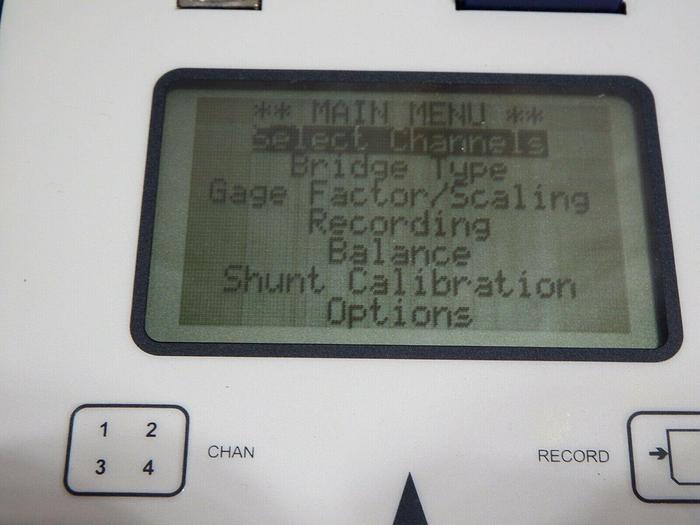 ** MAIN MENU **
Select Channels
Bridge Type
Gage Factor/Scaling
Recording
Balance
Shunt Calibration
Options
1 2
3 4
CHAN
RECORD